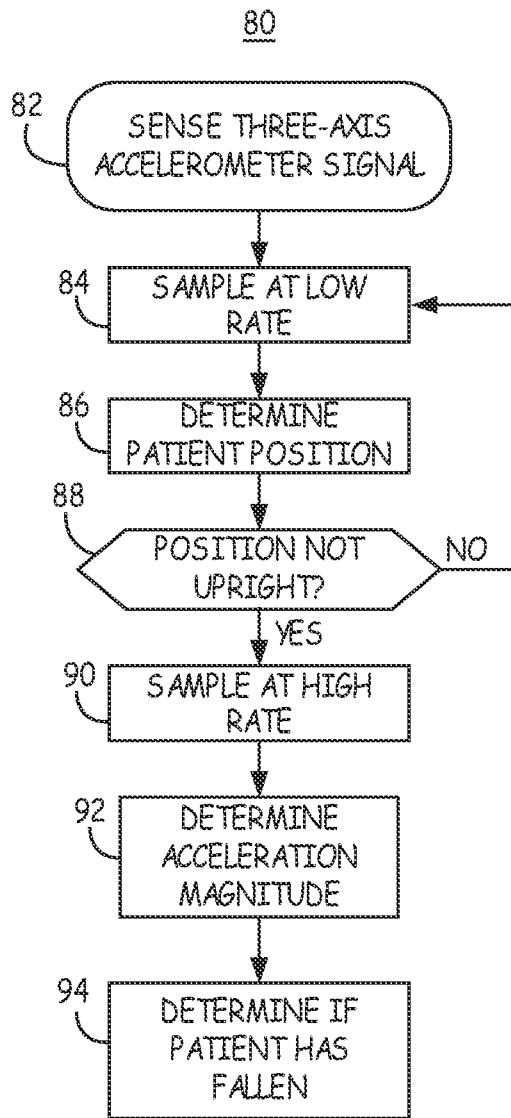 80
82
SENSE THREE-AXIS
ACCELEROMETER SIGNAL
84
SAMPLE AT LOW
RATE
86
DETERMINE
PATIENT POSITION
88
POSITION NOT
UPRIGHT?
NO
YES
90
SAMPLE AT HIGH
RATE
92
DETERMINE
ACCELERATION
MAGNITUDE
94
DETERMINE IF
PATIENT HAS
FALLEN